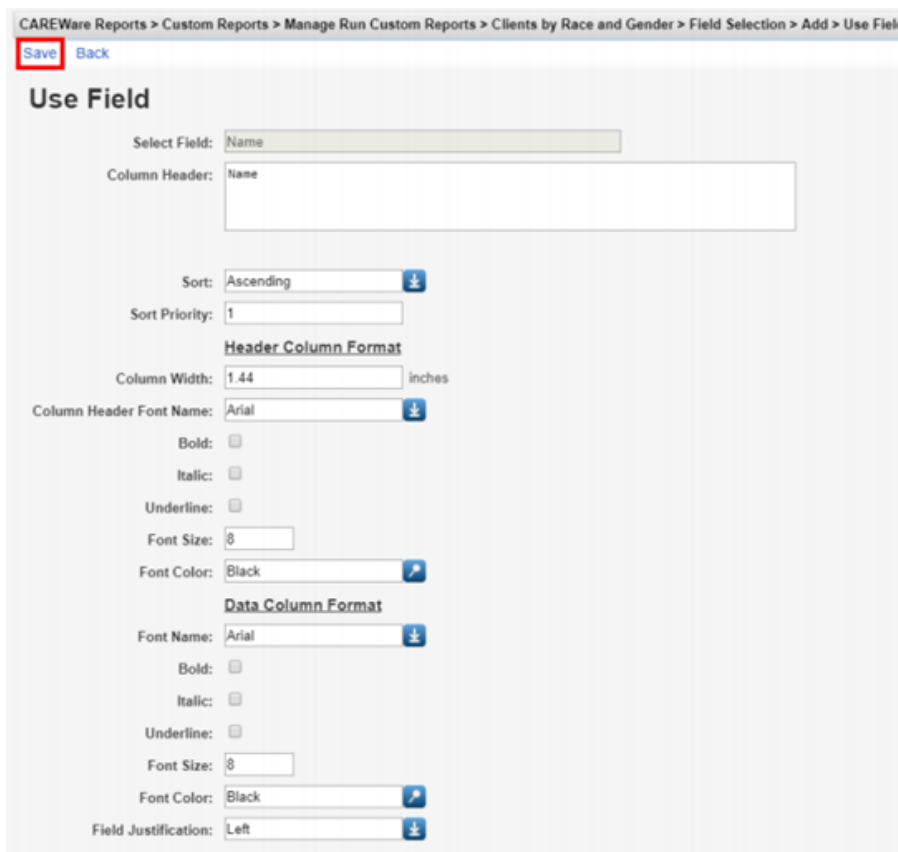 CAREWare Reports > Custom Reports > Manage Run Custom Reports > Clients by Race and Gender > Field Selection > Add > Use Fiel
Save Back
Use Field
Select Field: Name
Column Header: Name
Sort: Ascending
Sort Priority: 1
Header Column Format
Column Width: 1.44 inches
Column Header Font Name: Arial
Bold:
Italic:
Underline:
Font Size: 8
Font Color: Black
Data Column Format
Font Name: Arial
Bold:
Italic:
Underline:
Font Size: 8
Font Color: Black
Field Justification: Left